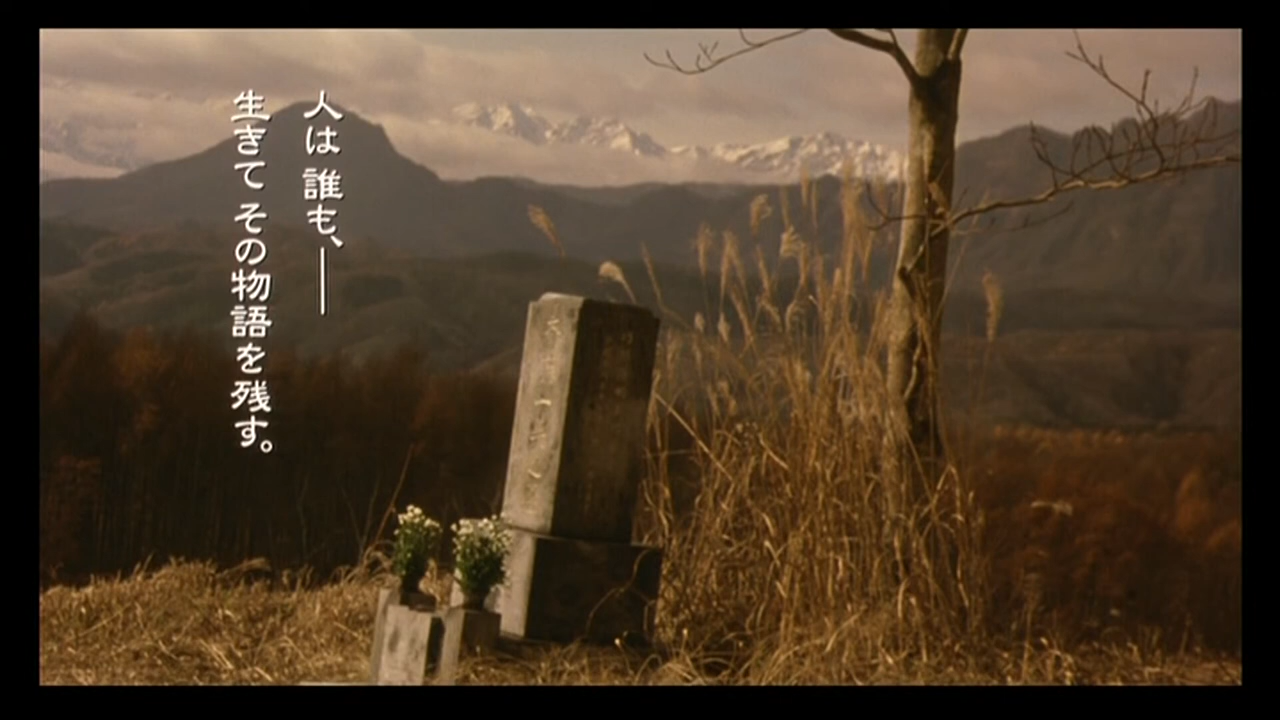 人は 誰も、――
生きて その物語を残す。